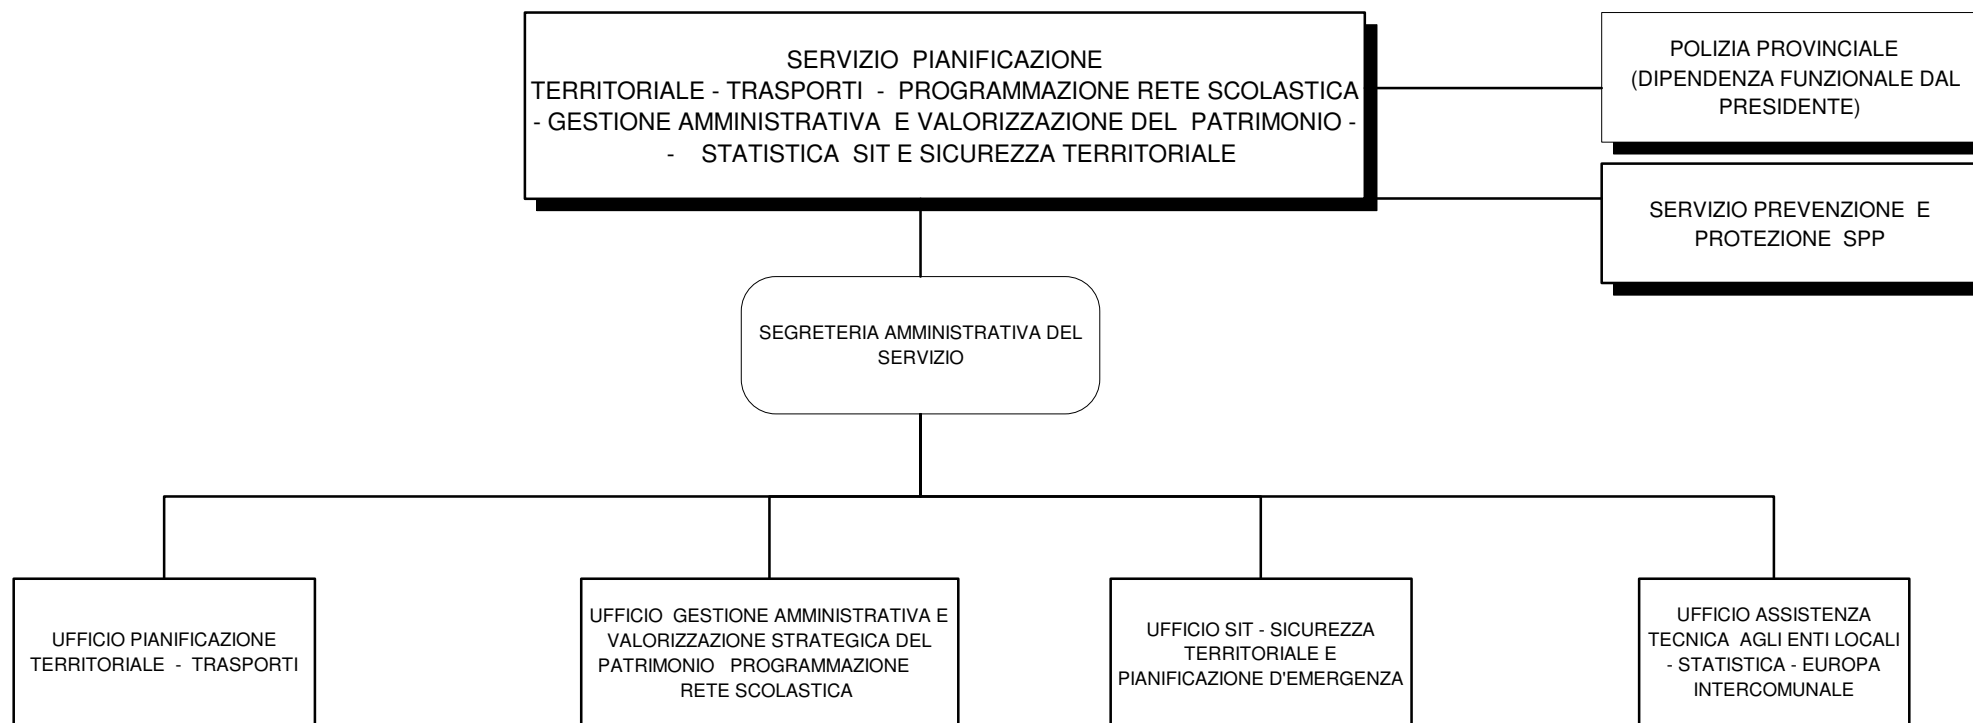 SERVIZIO PIANIFICAZIONE
TERRITORIALE - TRASPORTI - PROGRAMMAZIONE RETE SCOLASTICA
- GESTIONE AMMINISTRATIVA E VALORIZZAZIONE DEL PATRIMONIO -
- STATISTICA SIT E SICUREZZA TERRITORIALE
POLIZIA PROVINCIALE
(DIPENDENZA FUNZIONALE DAL
PRESIDENTE)
SERVIZIO PREVENZIONE E
PROTEZIONE SPP
SEGRETERIA AMMINISTRATIVA DEL
SERVIZIO
UFFICIO PIANIFICAZIONE
TERRITORIALE - TRASPORTI
UFFICIO GESTIONE AMMINISTRATIVA E
VALORIZZAZIONE STRATEGICA DEL
PATRIMONIO PROGRAMMAZIONE
RETE SCOLASTICA
UFFICIO SIT - SICUREZZA
TERRITORIALE E
PIANIFICAZIONE D'EMERGENZA
UFFICIO ASSISTENZA
TECNICA AGLI ENTI LOCALI
- STATISTICA - EUROPA
INTERCOMUNALE